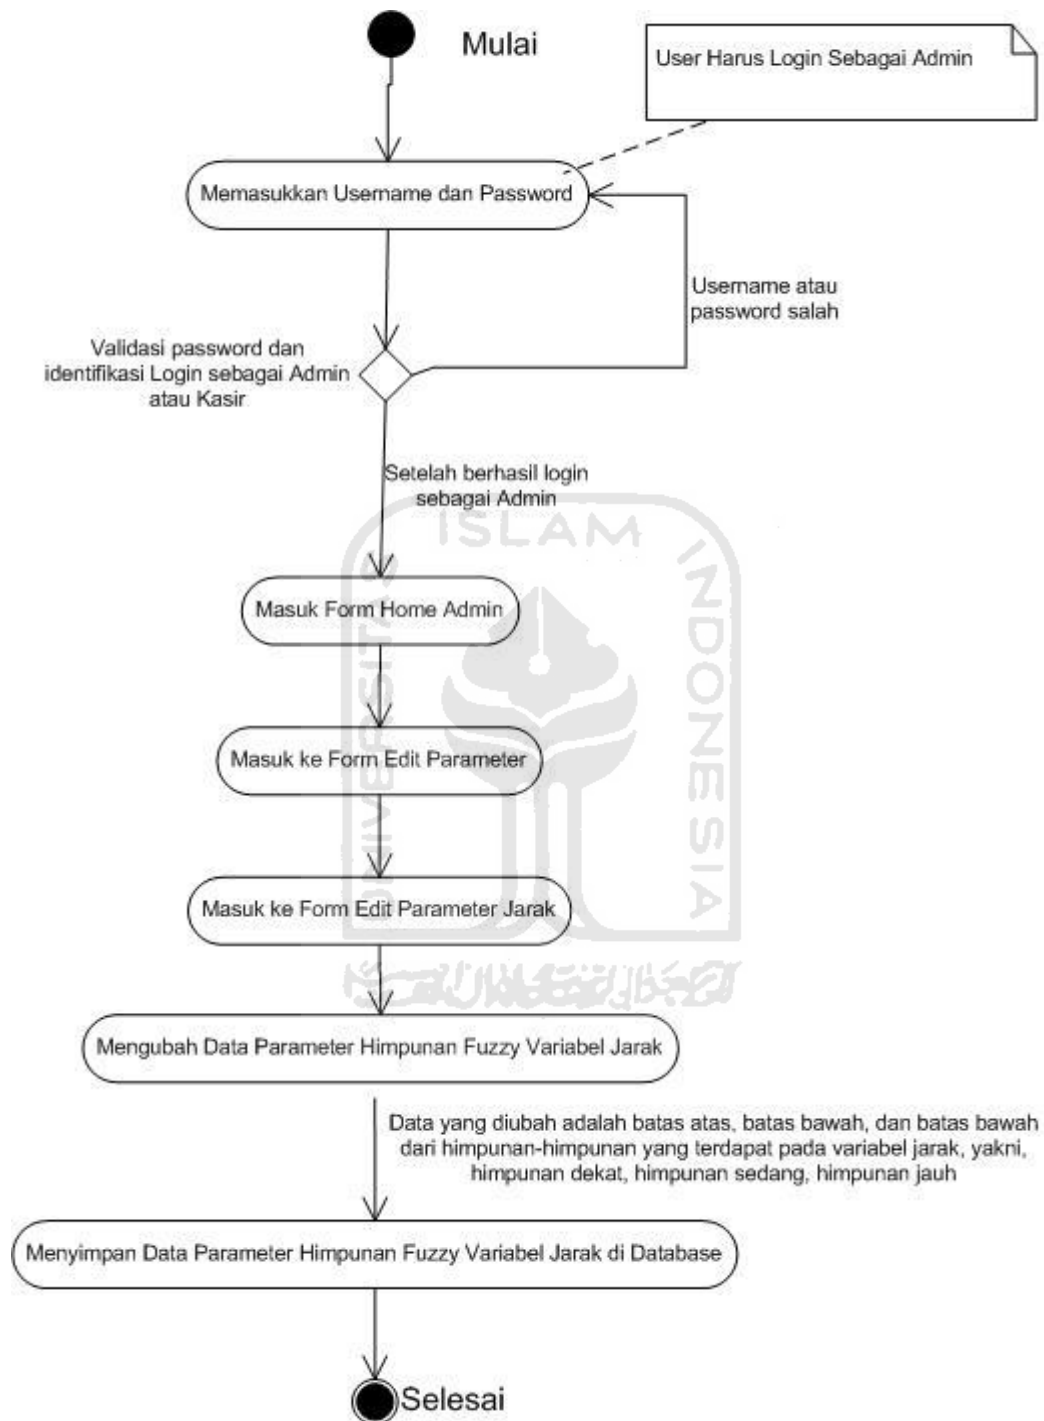 Mulai
User Harus Login Sebagai Admin
Memasukkan Username dan Password
Username atau
password salah
Validasi password dan
identifikasi Login sebagai Admin
atau Kasir
Setelah berhasil login
sebagai Admin
UNIVERSITAS
ISLAM
INDONESIA
Masuk Form Home Admin
Masuk ke Form Edit Parameter
Masuk ke Form Edit Parameter Jarak
Mengubah Data Parameter Himpunan Fuzzy Variabel Jarak
Data yang diubah adalah batas atas, batas bawah, dan batas bawah
dari himpunan-himpunan yang terdapat pada variabel jarak, yakni,
himpunan dekat, himpunan sedang, himpunan jauh
Menyimpan Data Parameter Himpunan Fuzzy Variabel Jarak di Database
Selesai